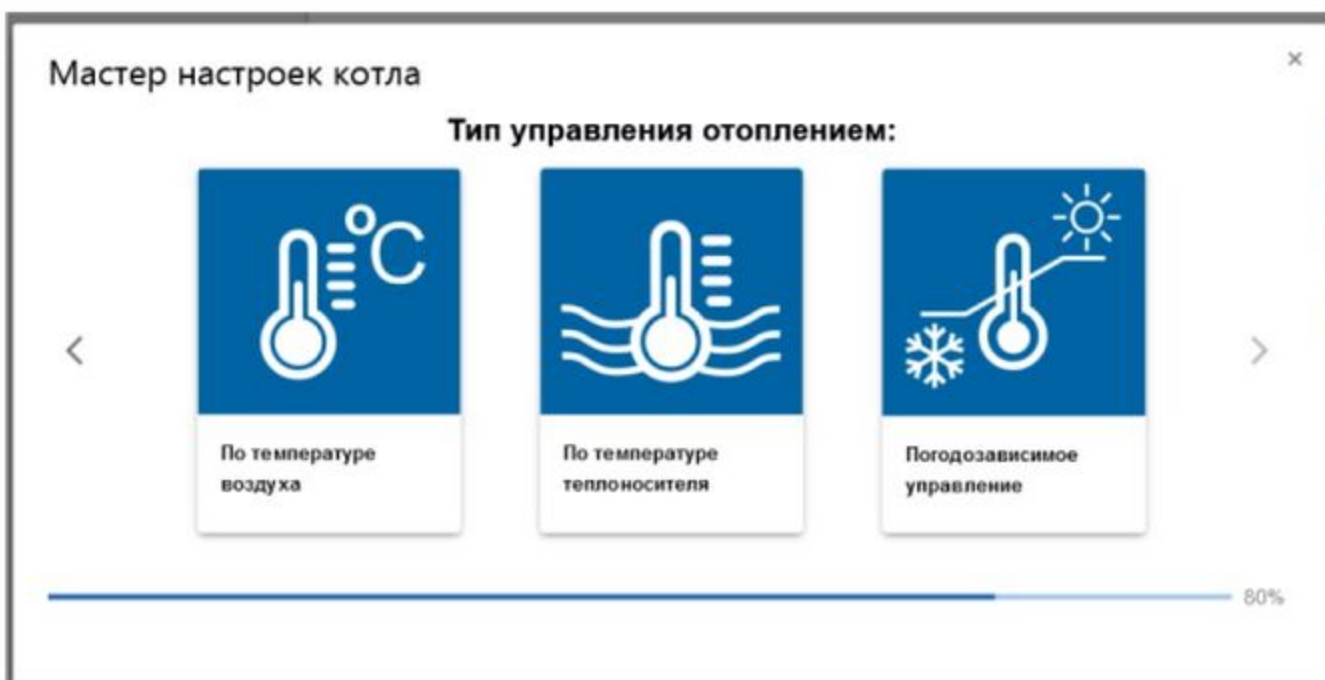 Мастер настроек котла
×
Тип управления отоплением:
°C
По температуре
воздуха
По температуре
теплоносителя
Погодозависимое
управление
80%